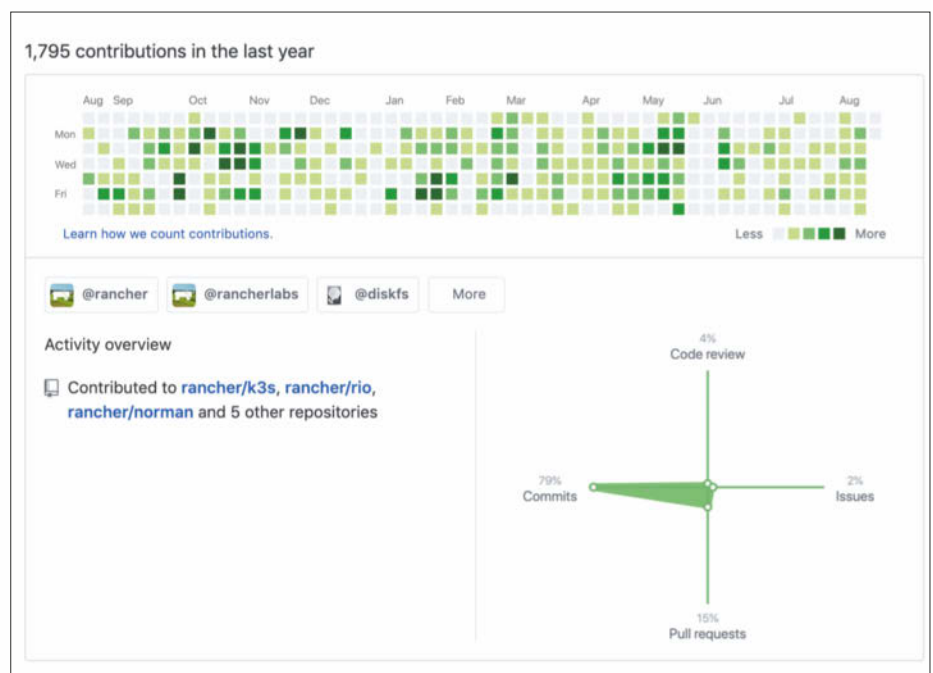 1,795 contributions in the last year
Aug Sep Oct Nov Dec Jan Feb Mar Apr May Jun Jul Aug
Mon
Wed
Fri
Learn how we count contributions.
Less More
@rancher @rancherlabs @diskfs More
Activity overview
Contributed to rancher/k3s, rancher/rio,
rancher/norman and 5 other repositories
4%
Code review
79%
Commits
2%
Issues
15%
Pull requests